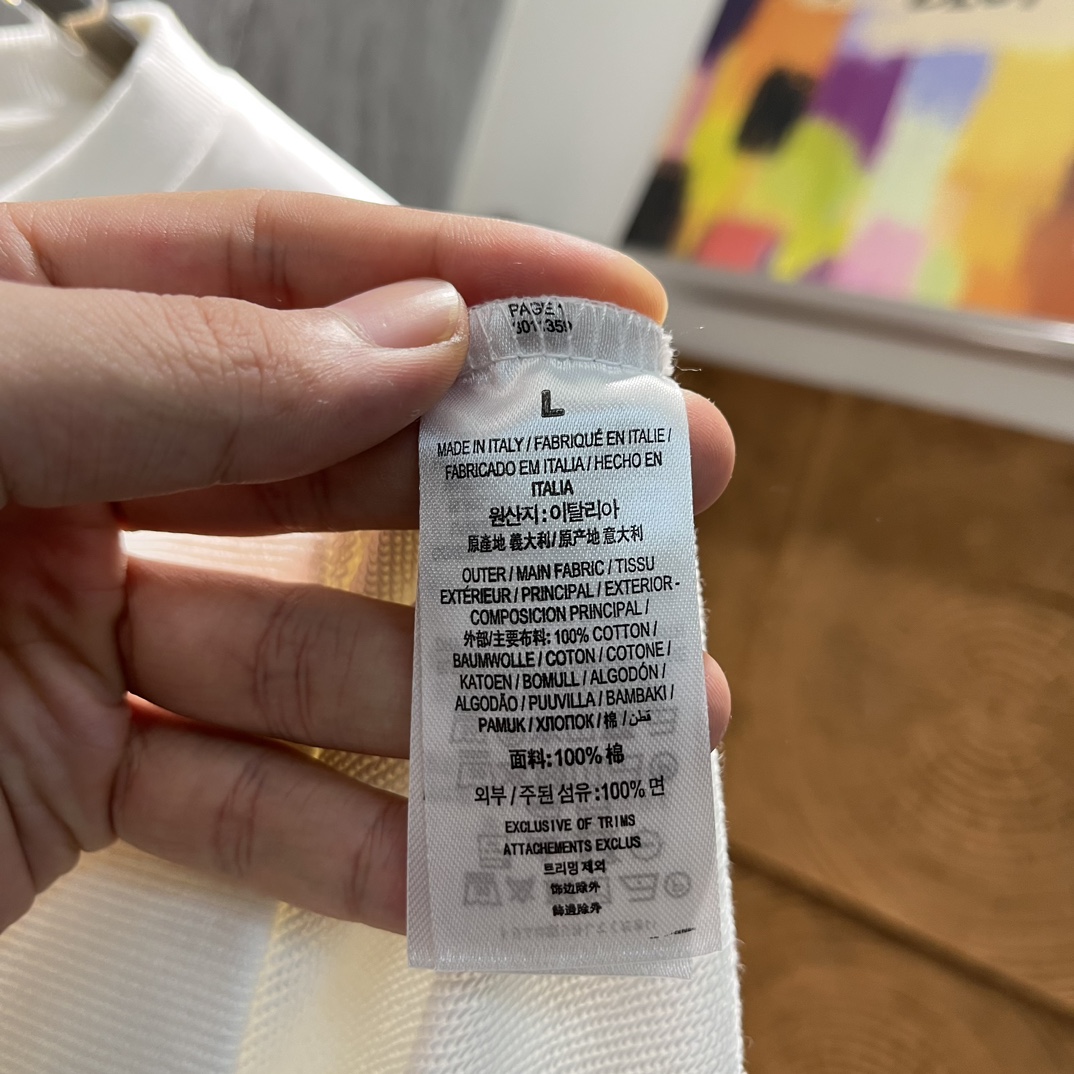 PAGE 1
L
MADE IN ITALY / FABRIQUÉ EN ITALIE /
FABRICADO EM ITALIA / HECHO EN
ITALIA
원산지 : 이탈리아
原產地 義大利 / 原产地 意大利
OUTER / MAIN FABRIC / TISSU
EXTÉRIEUR / PRINCIPAL / EXTERIOR -
COMPOSICION PRINCIPAL /
外部/主要布料: 100% COTTON /
BAUMWOLLE / COTON / COTONE /
KATOEN / BOMULL / ALGODÓN /
ALGODÃO / PUUVILLA / BAMBAKI /
PAMUK / ХЛОПОК / 棉 / قطن
面料:100% 棉
외부 / 주된 섬유 :100% 면
EXCLUSIVE OF TRIMS
ATTACHEMENTS EXCLUS
트리밍 제외
饰边除外
飾邊除外